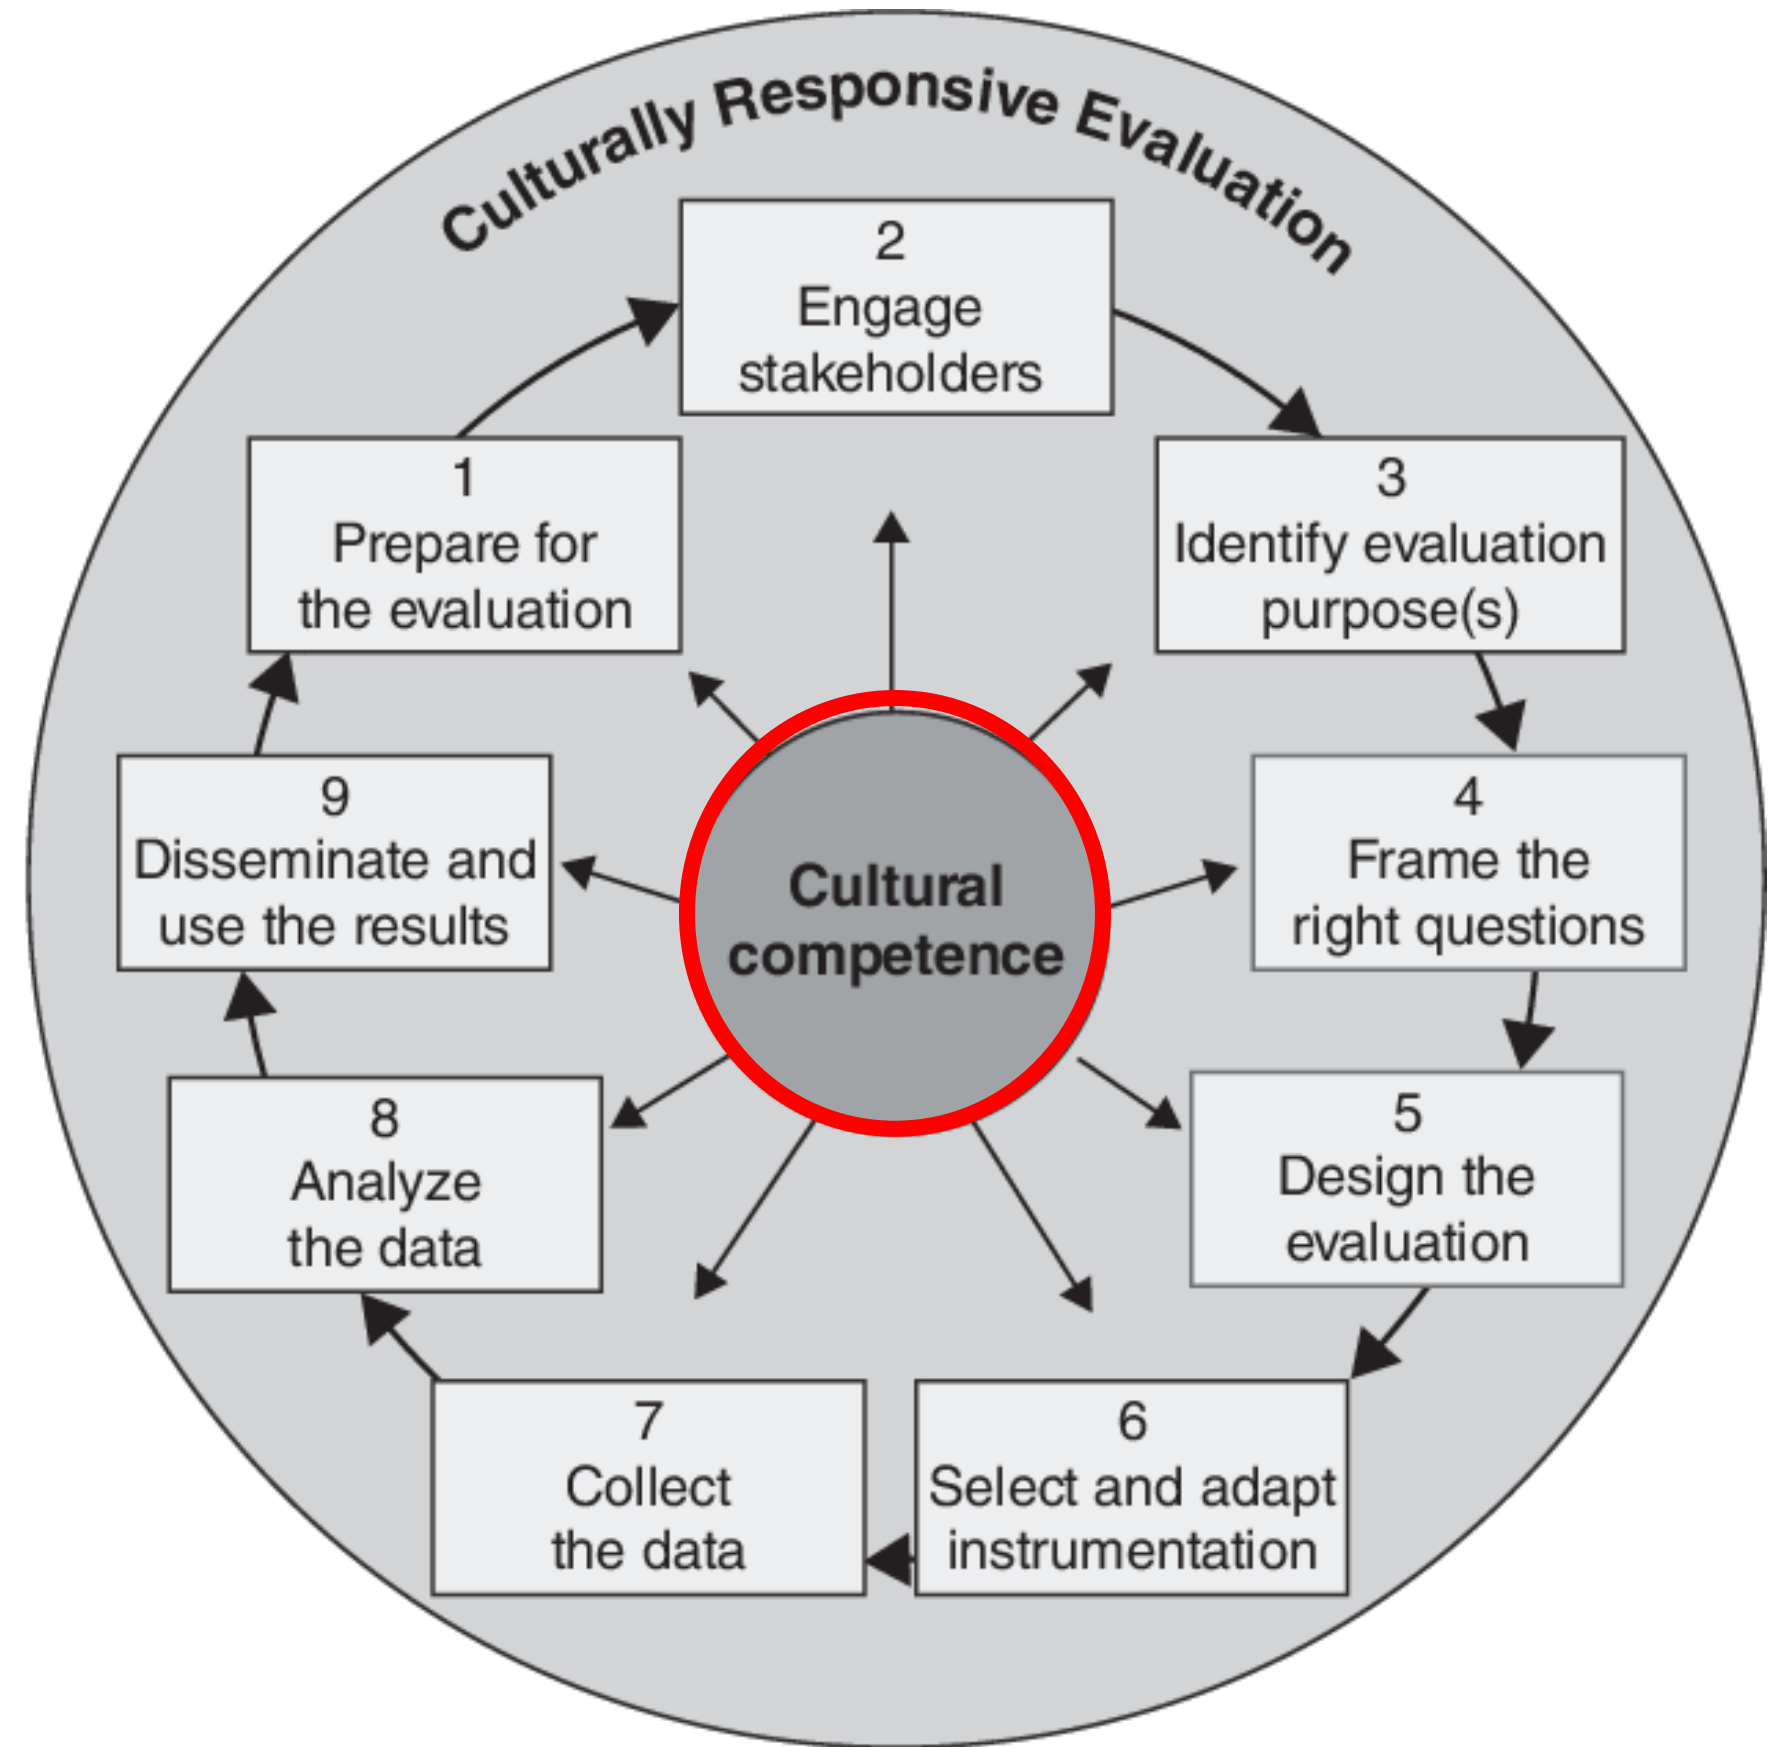 Culturally Responsive Evaluation
1
Prepare for
the evaluation
2
Engage
stakeholders
3
Identify evaluation
purpose(s)
4
Frame the
right questions
5
Design the
evaluation
6
Select and adapt
instrumentation
7
Collect
the data
8
Analyze
the data
9
Disseminate and
use the results
Cultural
competence